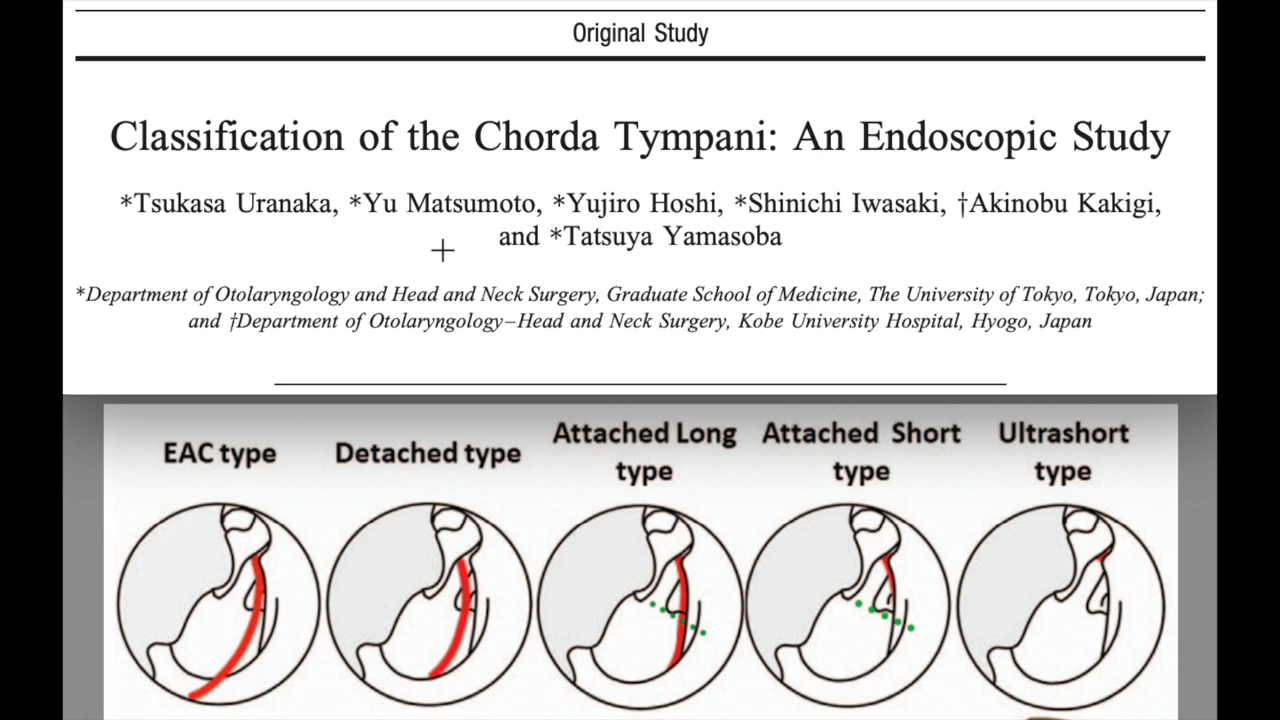 Original Study
Classification of the Chorda Tympani: An Endoscopic Study
*Tsukasa Uranaka, *Yu Matsumoto, *Yujiro Hoshi, *Shinichi Iwasaki, †Akinobu Kakigi,
and *Tatsuya Yamasoba
*Department of Otolaryngology and Head and Neck Surgery, Graduate School of Medicine, The University of Tokyo, Tokyo, Japan;
and †Department of Otolaryngology–Head and Neck Surgery, Kobe University Hospital, Hyogo, Japan
EAC type
Detached type
Attached Long
type
Attached Short
type
Ultrashort
type